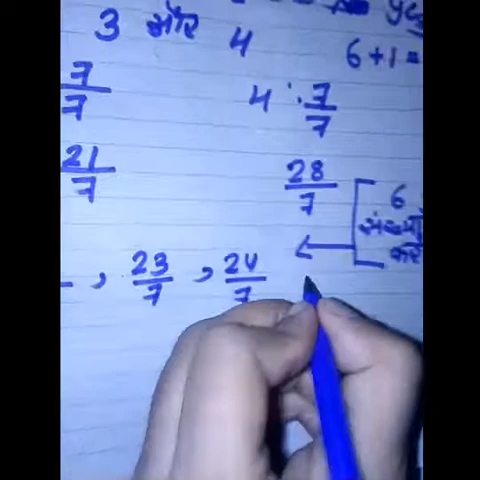 3 और 4
6+1=
7/7
4 . 7/7
21/7
28/7
6
संख्या
करे
, 23/7 , 24/7